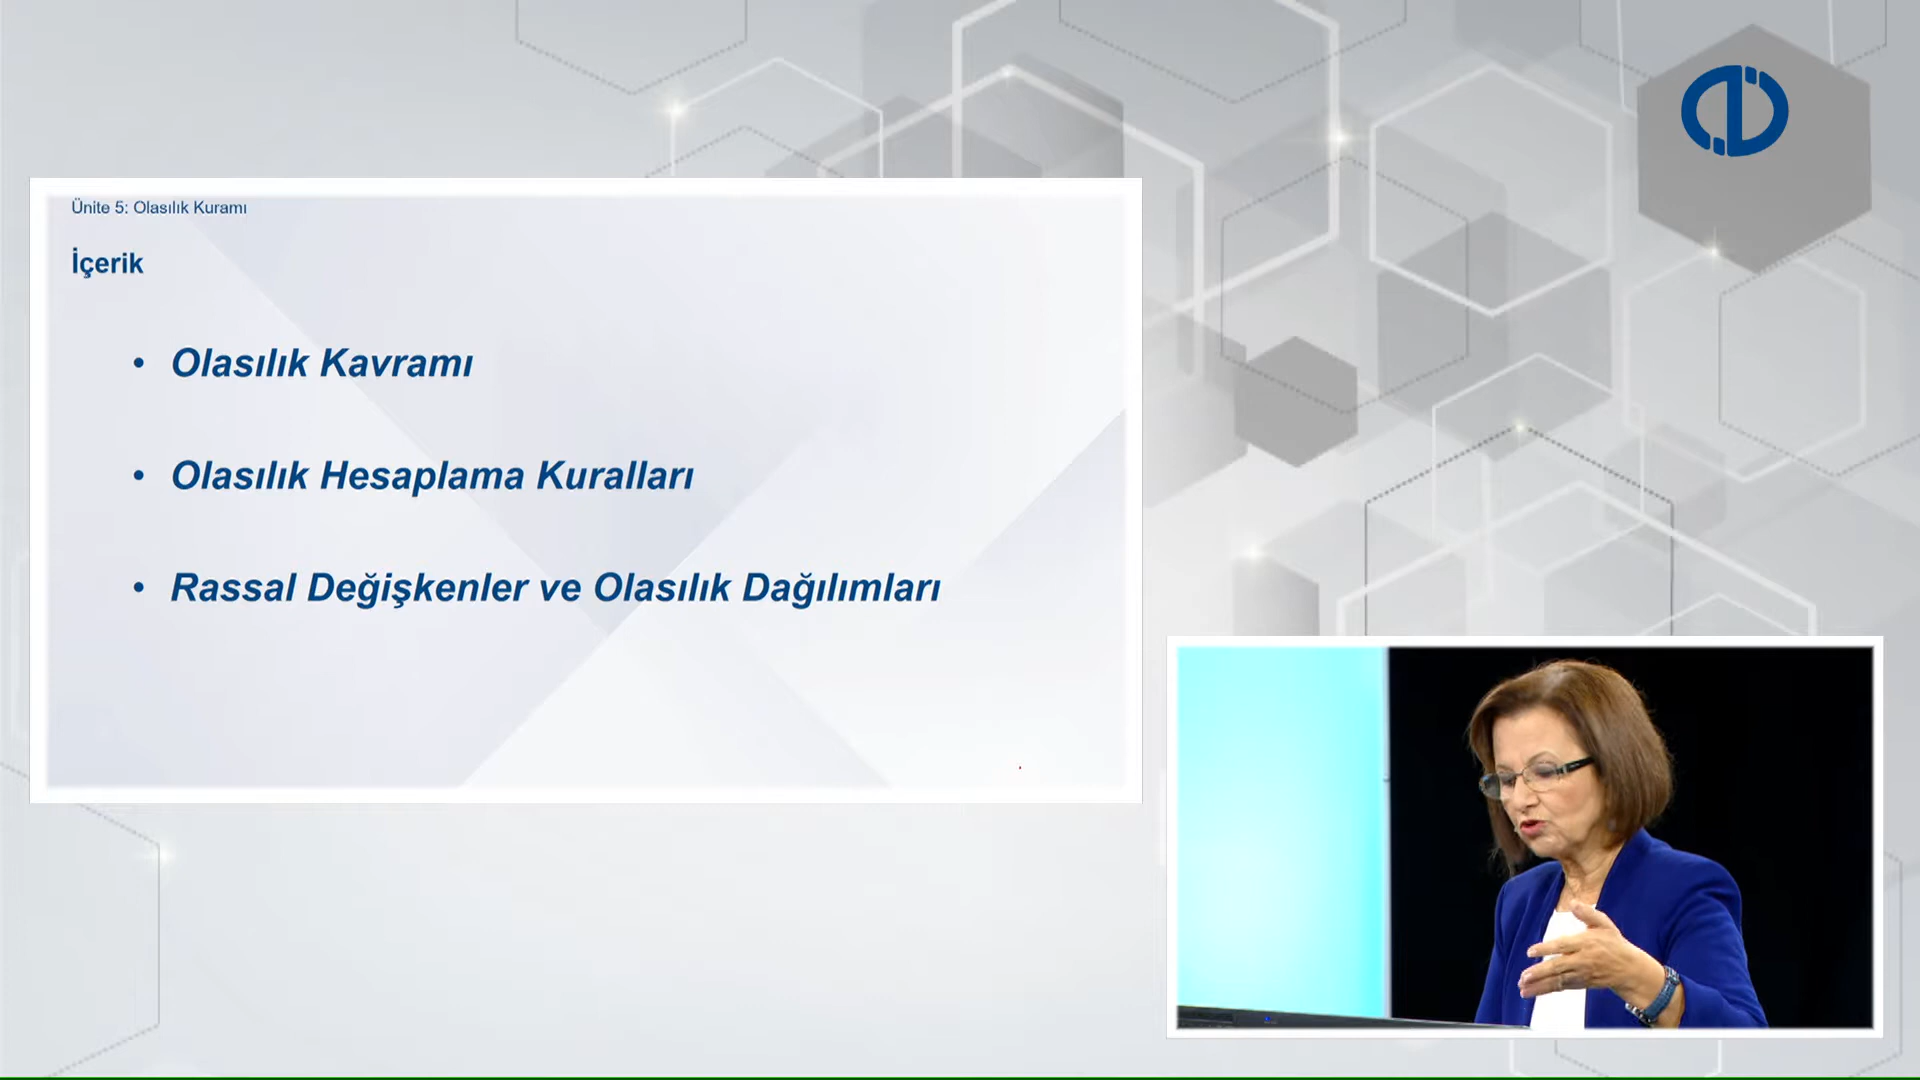 Ünite 5: Olasılık Kuramı
İçerik
• Olasılık Kavramı
• Olasılık Hesaplama Kuralları
• Rassal Değişkenler ve Olasılık Dağılımları